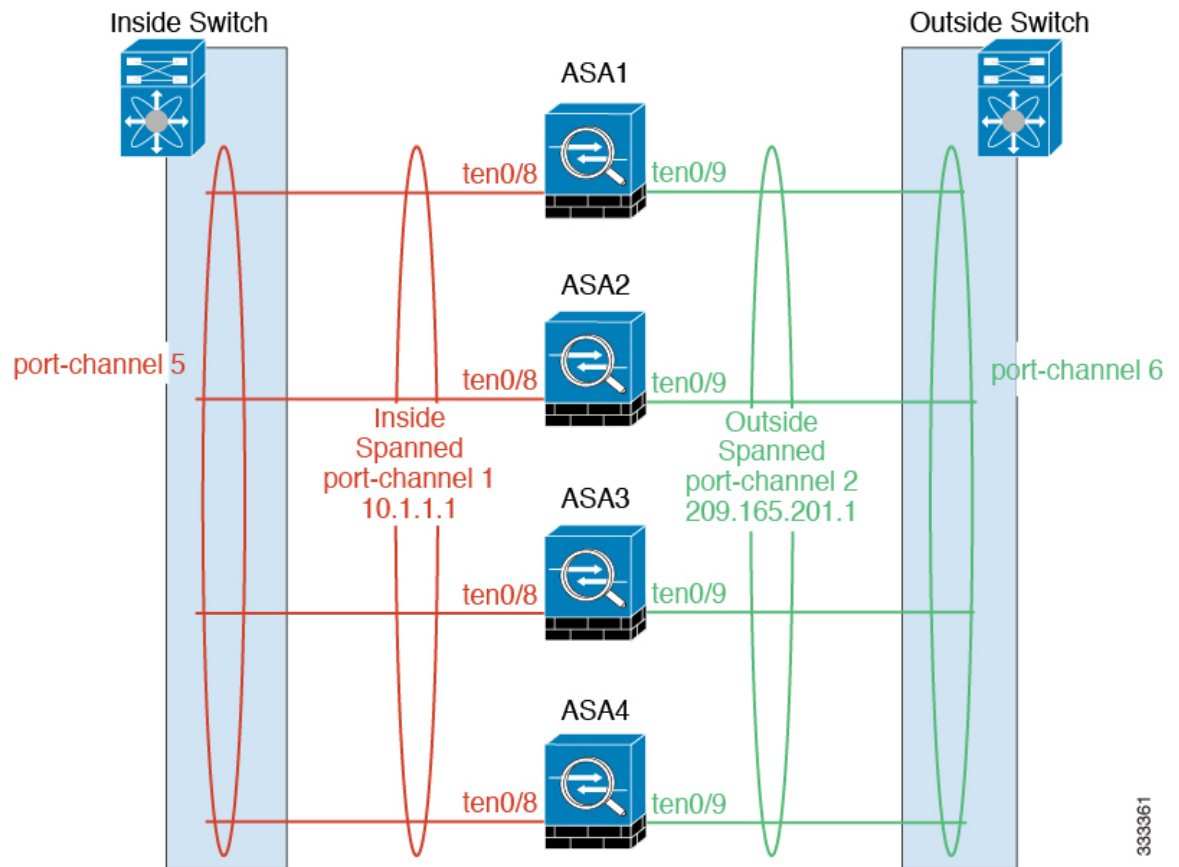 Inside Switch
Outside Switch
ASA1
ten0/8
ten0/9
ASA2
port-channel 5
ten0/8
ten0/9
port-channel 6
Inside
Spanned
port-channel 1
10.1.1.1
Outside
Spanned
port-channel 2
209.165.201.1
ASA3
ten0/8
ten0/9
ASA4
ten0/8
ten0/9
333361